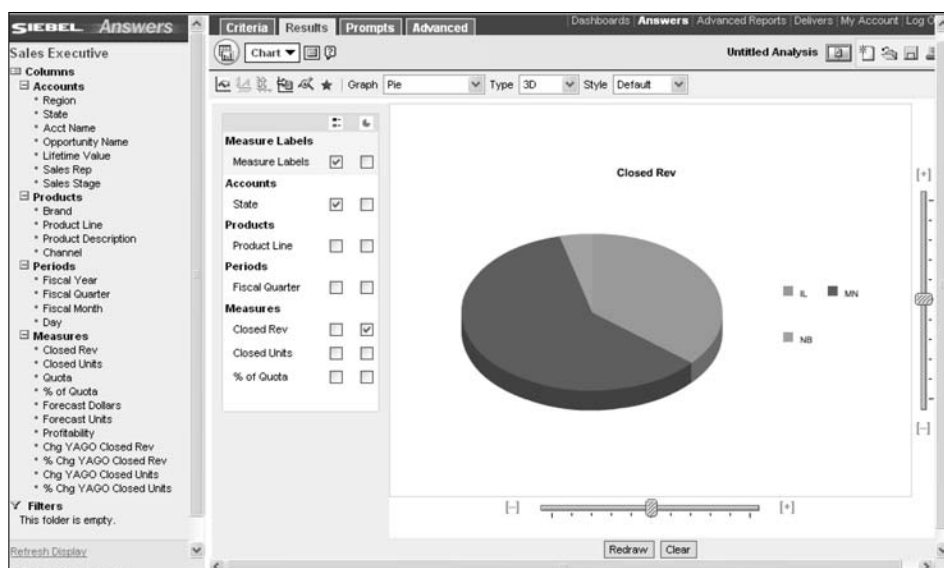 SIEBEL Answers
Criteria Results Prompts Advanced
Dashboards Answers Advanced Reports Delivers My Account Log O
Sales Executive
Chart
Untitled Analysis
Graph Pie Type 3D Style Default
Columns
Accounts
Region
State
Acct Name
Opportunity Name
Lifetime Value
Sales Rep
Sales Stage
Products
Brand
Product Line
Product Description
Channel
Periods
Fiscal Year
Fiscal Quarter
Fiscal Month
Day
Measures
Closed Rev
Closed Units
Quota
% of Quota
Forecast Dollars
Forecast Units
Profitability
Chg YAGO Closed Rev
% Chg YAGO Closed Rev
Chg YAGO Closed Units
% Chg YAGO Closed Units
Filters
This folder is empty.
Refresh Display
Measure Labels
Measure Labels
Accounts
State
Products
Product Line
Periods
Fiscal Quarter
Measures
Closed Rev
Closed Units
% of Quota
Closed Rev
IL MN
NB
[+]
[-]
[-] [+]
Redraw Clear